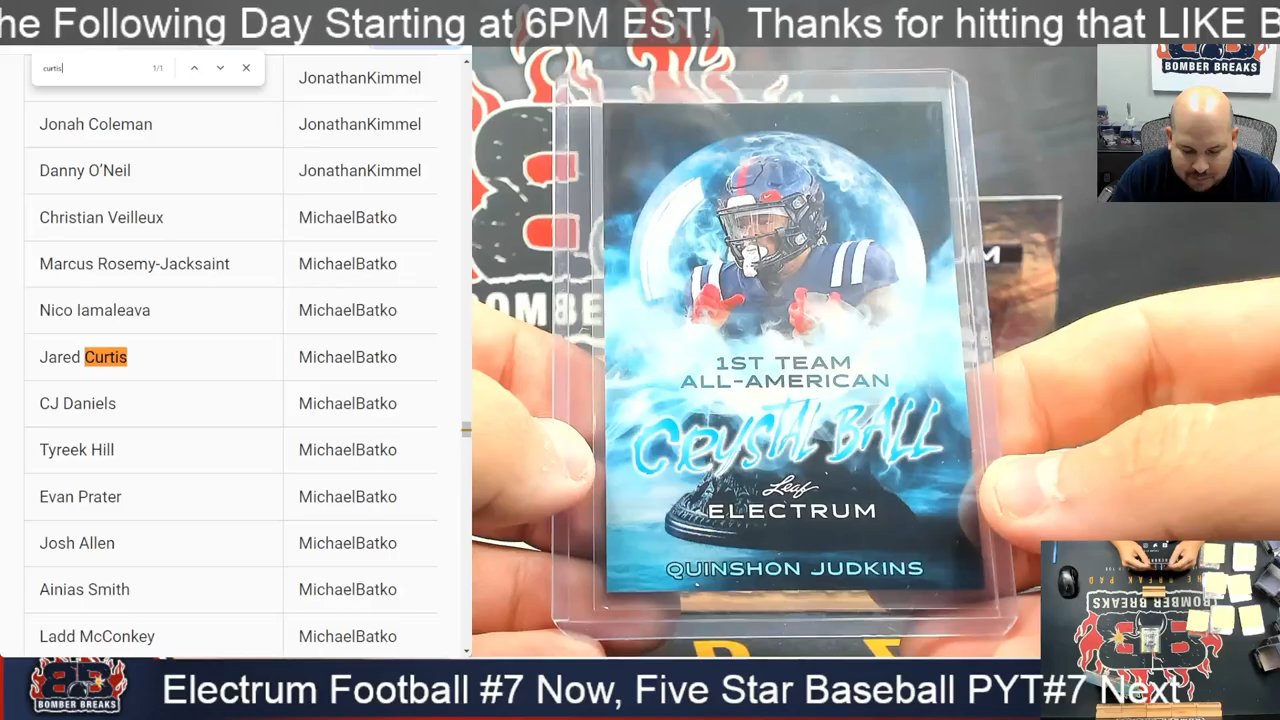 he Following Day Starting at 6PM EST! Thanks for hitting that LIKE B
curtis
1/1
JonathanKimmel
Jonah Coleman JonathanKimmel
Danny O’Neil JonathanKimmel
Christian Veilleux MichaelBatko
Marcus Rosemy-Jacksaint MichaelBatko
Nico Iamaleava MichaelBatko
Jared Curtis MichaelBatko
CJ Daniels MichaelBatko
Tyreek Hill MichaelBatko
Evan Prater MichaelBatko
Josh Allen MichaelBatko
Ainias Smith MichaelBatko
Ladd McConkey MichaelBatko
1ST TEAM
ALL-AMERICAN
CRYSTAL BALL
Leaf
ELECTRUM
QUINSHON JUDKINS
BOMBER BREAKS
BOMBER BREAKS
BOMBER BREAKS
Electrum Football #7 Now, Five Star Baseball PYT#7 Next